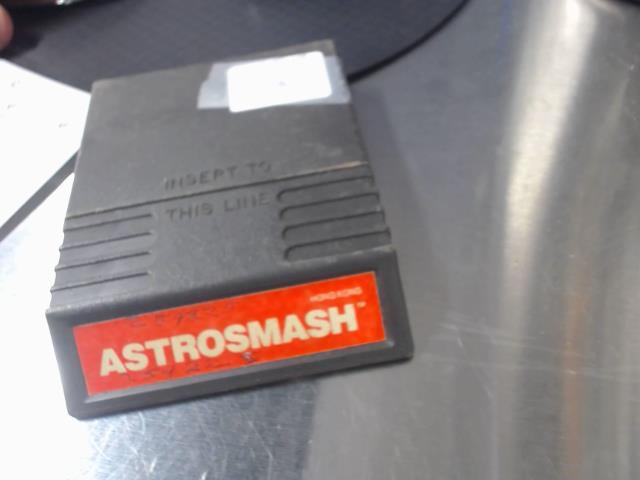 INSERT TO
THIS LINE
HONG KONG
ASTROSMASH™